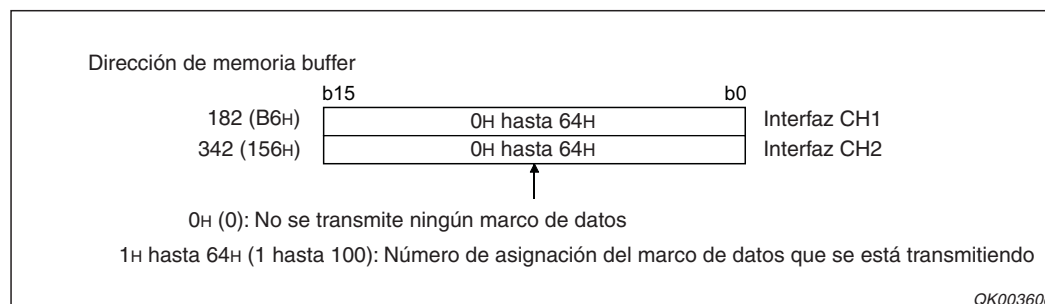 Dirección de memoria buffer
b15 b0
182 (B6H) 0H hasta 64H Interfaz CH1
342 (156H) 0H hasta 64H Interfaz CH2
0H (0): No se transmite ningún marco de datos
1H hasta 64H (1 hasta 100): Número de asignación del marco de datos que se está transmitiendo
QK00360